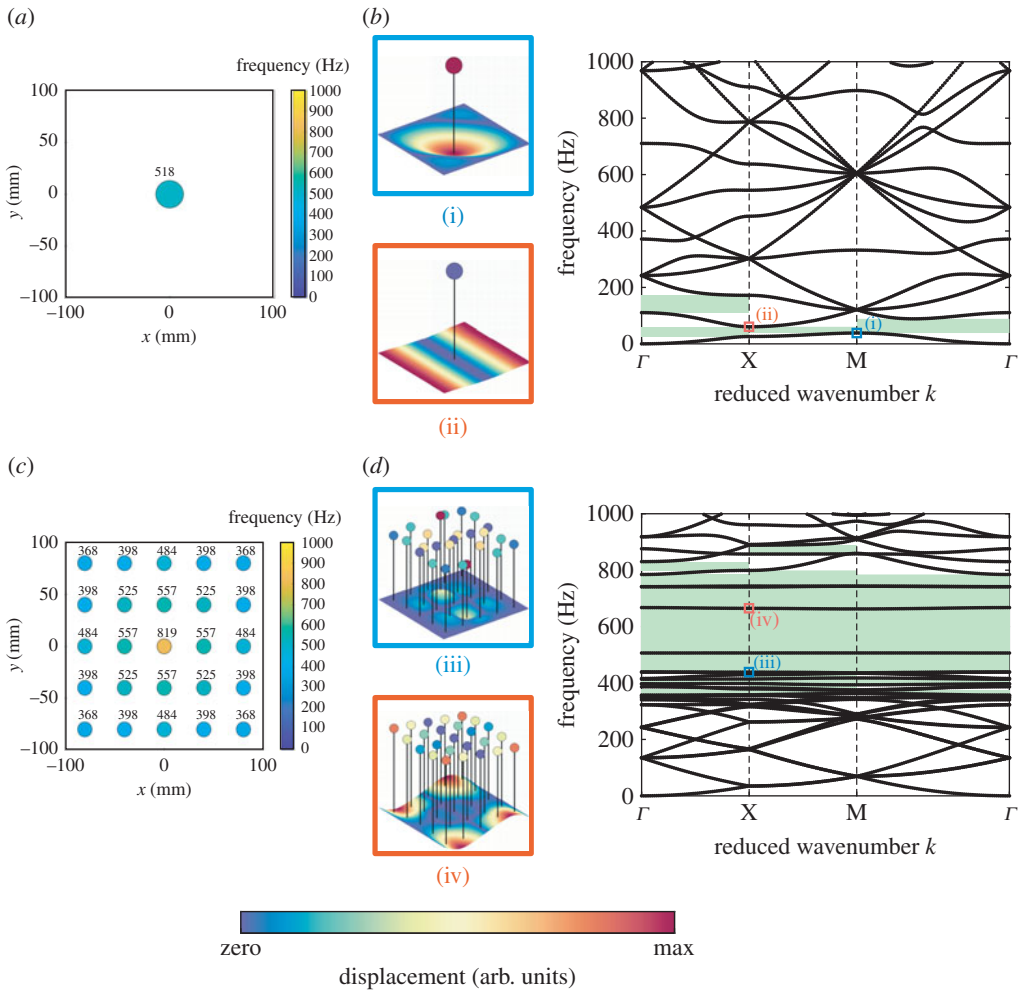 (a)
frequency (Hz)
100
50
0
−50
−100
y (mm)
518
−100
0
100
x (mm)
1000
900
800
700
600
500
400
300
200
100
0
(b)
(i)
(ii)
1000
800
600
400
200
0
frequency (Hz)
(ii)
(i)
Γ
X
M
Γ
reduced wavenumber k
(c)
frequency (Hz)
100
50
0
−50
−100
y (mm)
368 398 484 398 368
398 525 557 525 398
484 557 819 557 484
398 525 557 525 398
368 398 484 398 368
−100
0
100
x (mm)
1000
900
800
700
600
500
400
300
200
100
0
(d)
(iii)
(iv)
1000
800
600
400
200
0
frequency (Hz)
(iv)
(iii)
Γ
X
M
Γ
reduced wavenumber k
zero
max
displacement (arb. units)